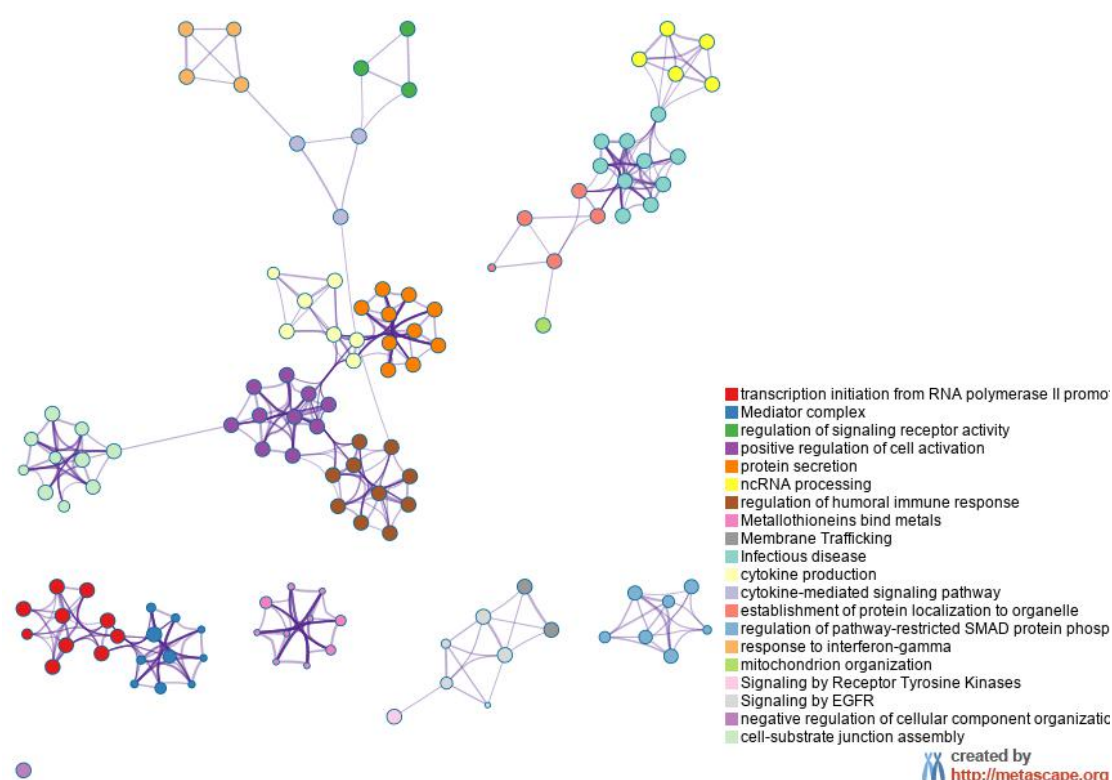 transcription initiation from RNA polymerase II promot
Mediator complex
regulation of signaling receptor activity
positive regulation of cell activation
protein secretion
ncRNA processing
regulation of humoral immune response
Metallothioneins bind metals
Membrane Trafficking
Infectious disease
cytokine production
cytokine-mediated signaling pathway
establishment of protein localization to organelle
regulation of pathway-restricted SMAD protein phosp
response to interferon-gamma
mitochondrion organization
Signaling by Receptor Tyrosine Kinases
Signaling by EGFR
negative regulation of cellular component organizatio
cell-substrate junction assembly
created by
http://metascape.org